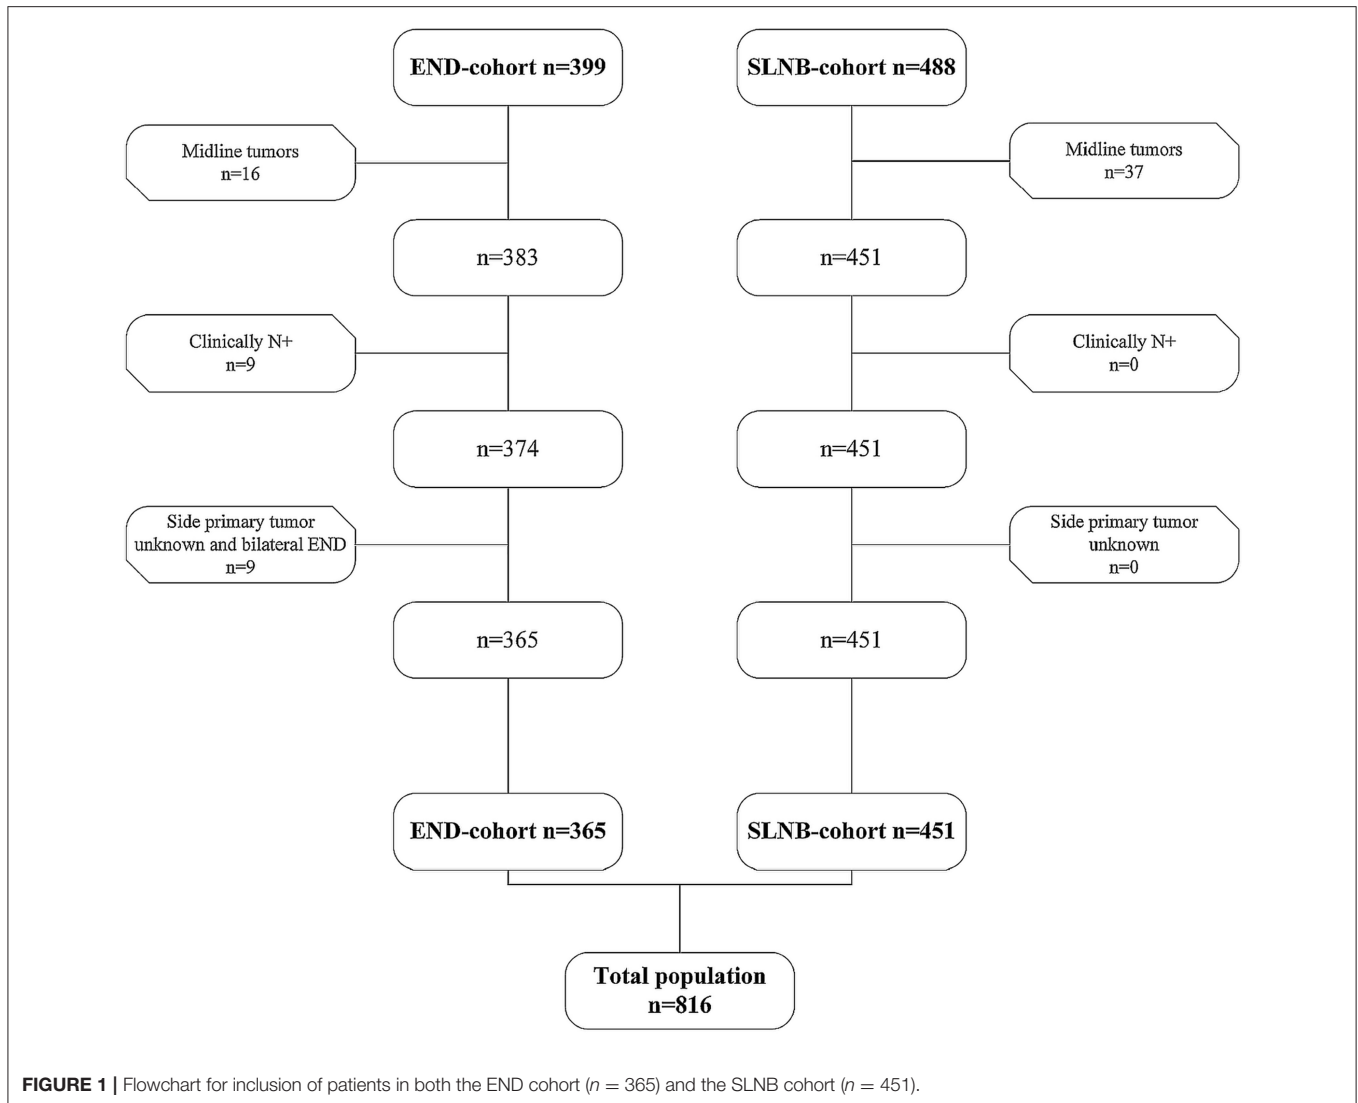 END-cohort n=399
SLNB-cohort n=488
Midline tumors
n=16
Midline tumors
n=37
n=383
n=451
Clinically N+
n=9
Clinically N+
n=0
n=374
n=451
Side primary tumor
unknown and bilateral END
n=9
Side primary tumor
unknown
n=0
n=365
n=451
END-cohort n=365
SLNB-cohort n=451
Total population
n=816
FIGURE 1 | Flowchart for inclusion of patients in both the END cohort (n = 365) and the SLNB cohort (n = 451).